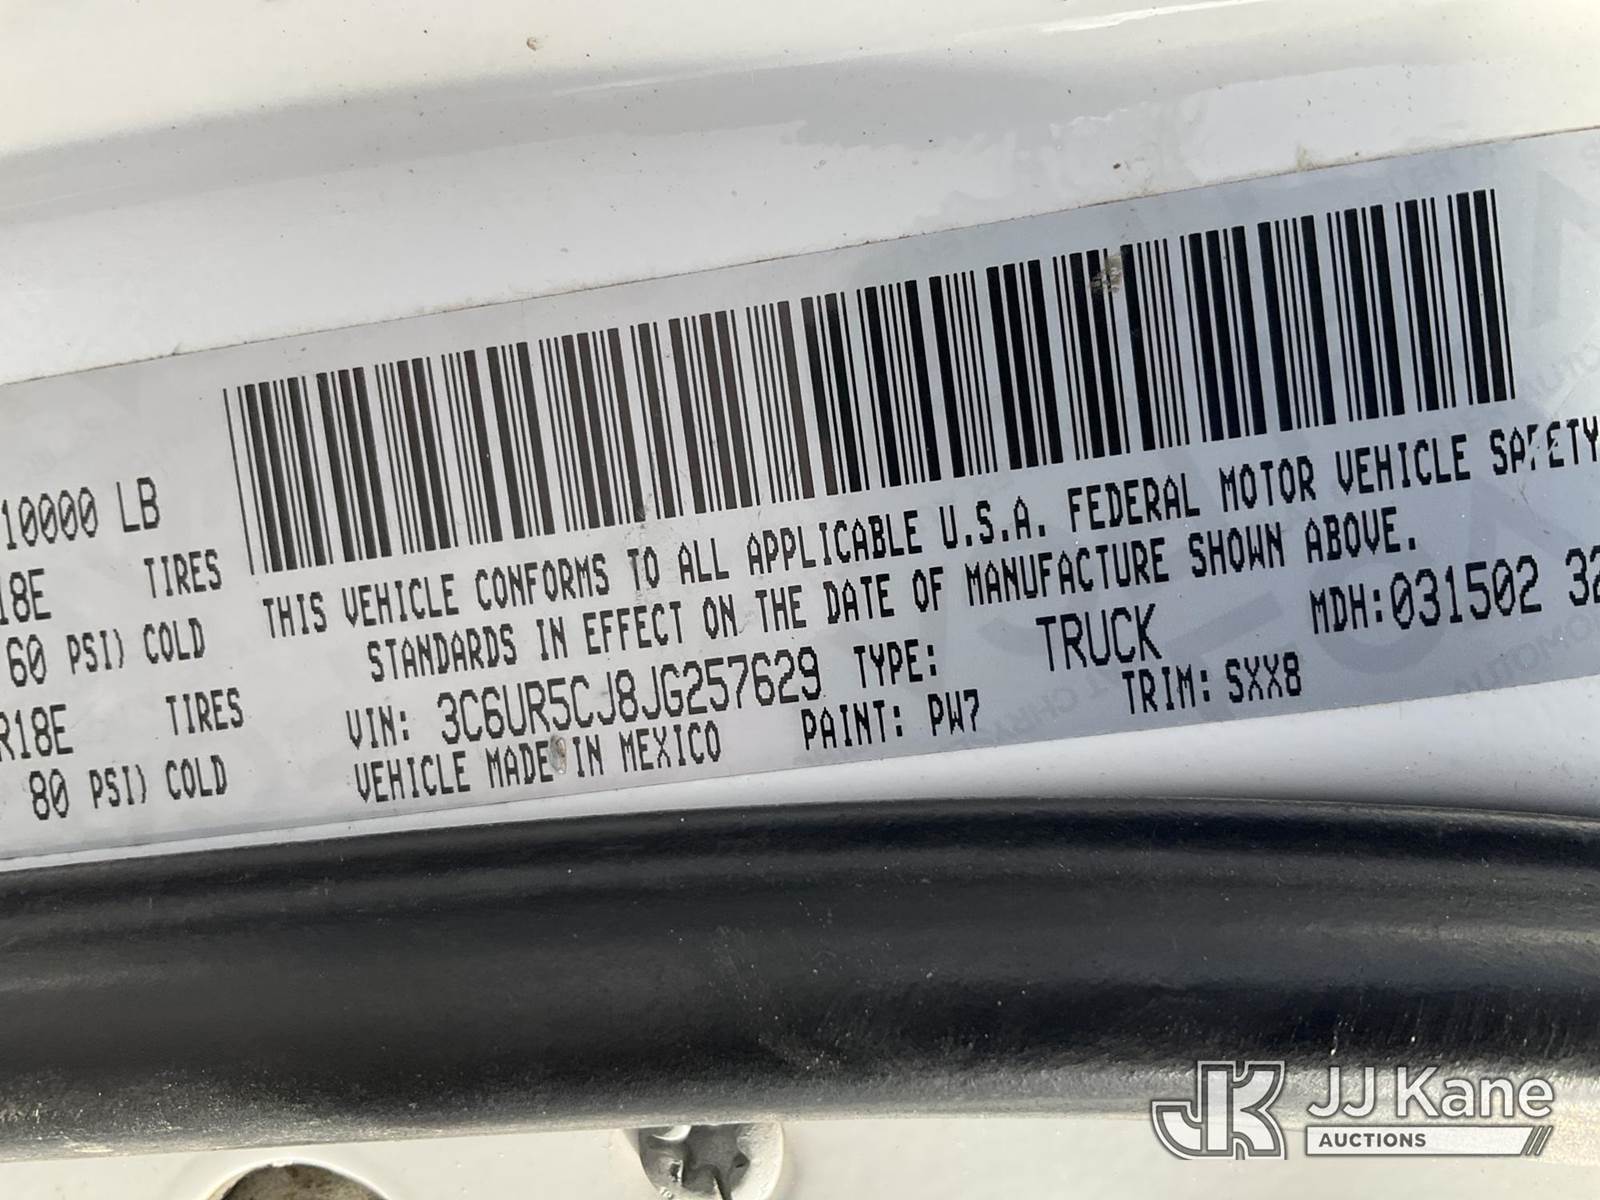 10000 LB
18E TIRES
60 PSI) COLD
R18E TIRES
80 PSI) COLD
THIS VEHICLE CONFORMS TO ALL APPLICABLE U.S.A. FEDERAL MOTOR VEHICLE SAFETY
STANDARDS IN EFFECT ON THE DATE OF MANUFACTURE SHOWN ABOVE.
VIN: 3C6UR5CJ8JG257629 TYPE: TRUCK MDH:031502 32
VEHICLE MADE IN MEXICO PAINT: PW7 TRIM: SXX8
JK JJ Kane
AUCTIONS